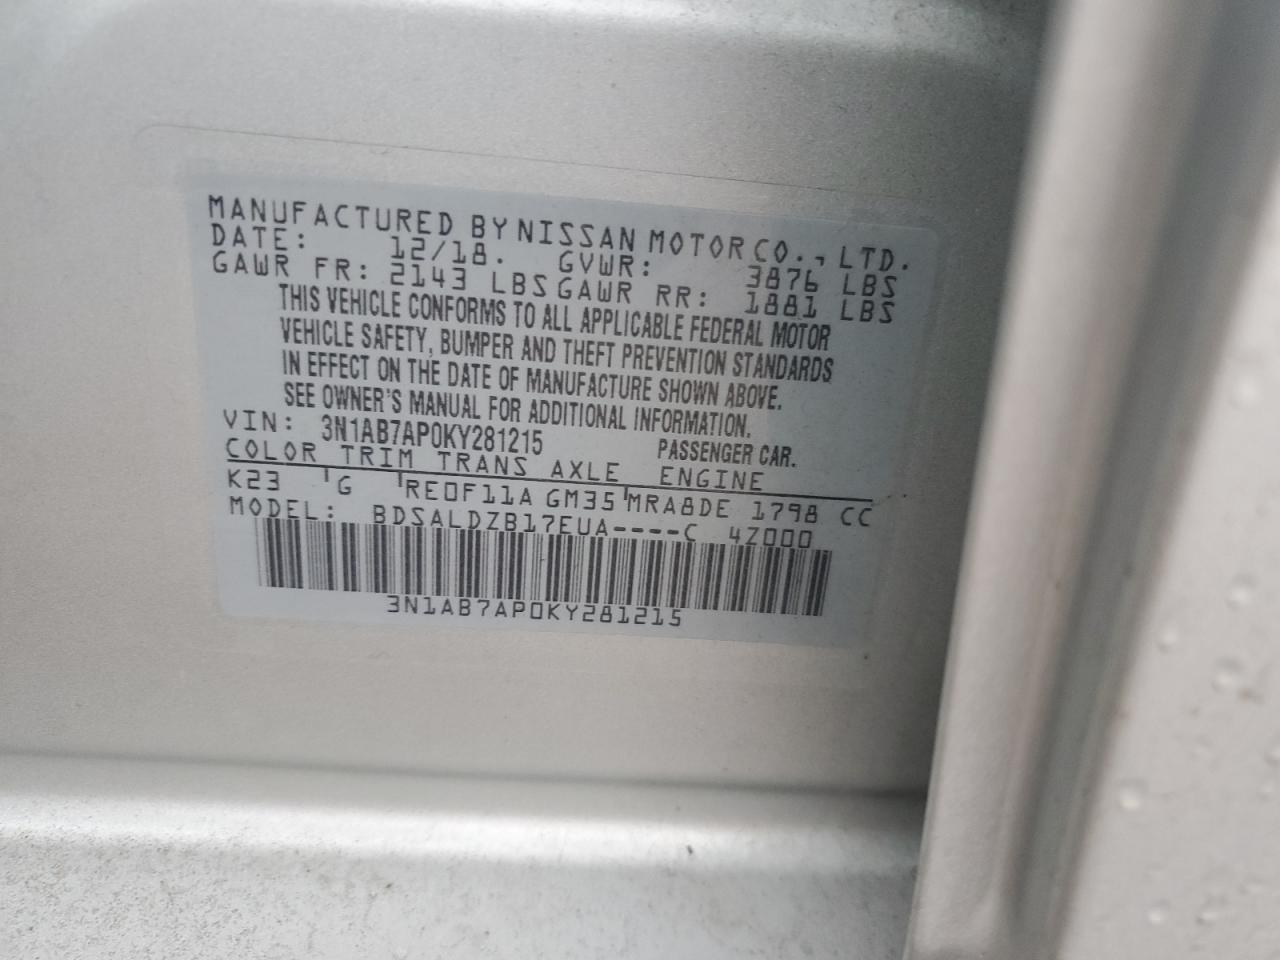 MANUFACTURED BY NISSAN MOTOR CO., LTD.
DATE: 12/18. GVWR: 3876 LBS
GAWR FR: 2143 LBS GAWR RR: 1881 LBS
THIS VEHICLE CONFORMS TO ALL APPLICABLE FEDERAL MOTOR
VEHICLE SAFETY, BUMPER AND THEFT PREVENTION STANDARDS
IN EFFECT ON THE DATE OF MANUFACTURE SHOWN ABOVE.
SEE OWNER'S MANUAL FOR ADDITIONAL INFORMATION.
VIN: 3N1AB7AP0KY281215 PASSENGER CAR.
COLOR TRIM TRANS AXLE ENGINE
K23 G RE0F11A GM35 MRA8DE 1798 CC
MODEL: BDSALDZB17EUA----C 4Z000
3N1AB7AP0KY281215